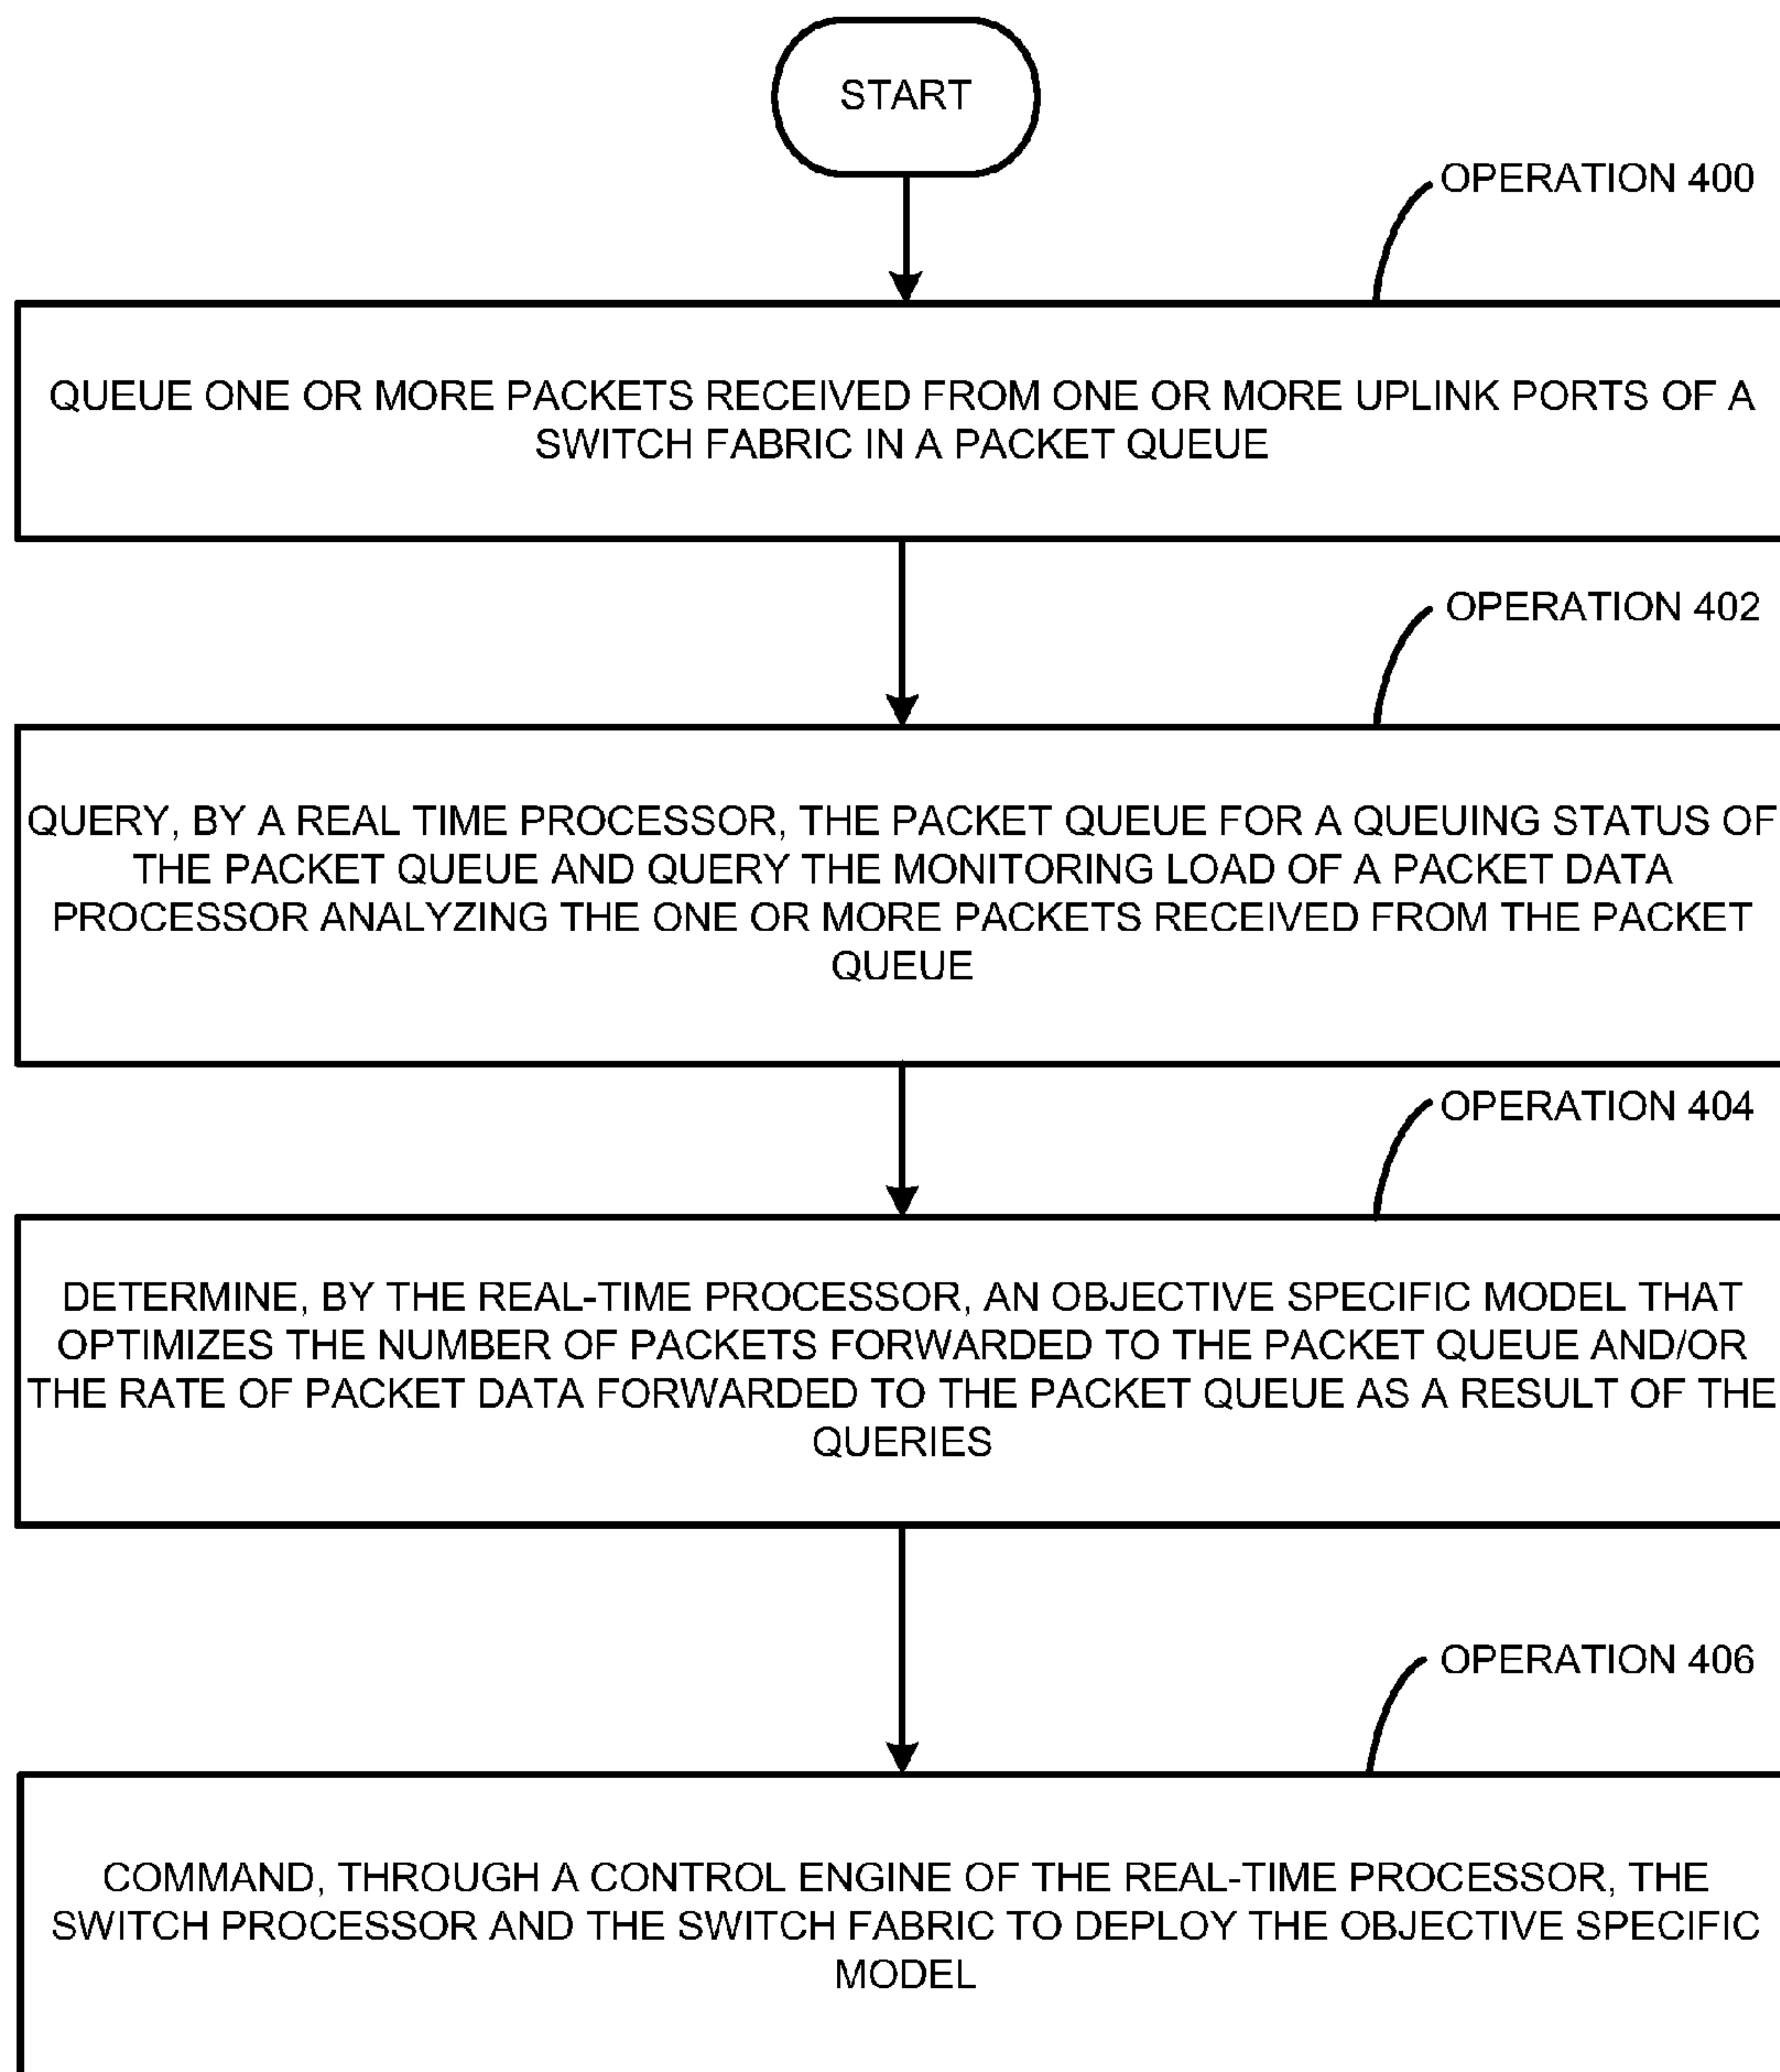 START
OPERATION 400
QUEUE ONE OR MORE PACKETS RECEIVED FROM ONE OR MORE UPLINK PORTS OF A
SWITCH FABRIC IN A PACKET QUEUE
OPERATION 402
QUERY, BY A REAL TIME PROCESSOR, THE PACKET QUEUE FOR A QUEUING STATUS OF
THE PACKET QUEUE AND QUERY THE MONITORING LOAD OF A PACKET DATA
PROCESSOR ANALYZING THE ONE OR MORE PACKETS RECEIVED FROM THE PACKET
QUEUE
OPERATION 404
DETERMINE, BY THE REAL-TIME PROCESSOR, AN OBJECTIVE SPECIFIC MODEL THAT
OPTIMIZES THE NUMBER OF PACKETS FORWARDED TO THE PACKET QUEUE AND/OR
THE RATE OF PACKET DATA FORWARDED TO THE PACKET QUEUE AS A RESULT OF THE
QUERIES
OPERATION 406
COMMAND, THROUGH A CONTROL ENGINE OF THE REAL-TIME PROCESSOR, THE
SWITCH PROCESSOR AND THE SWITCH FABRIC TO DEPLOY THE OBJECTIVE SPECIFIC
MODEL